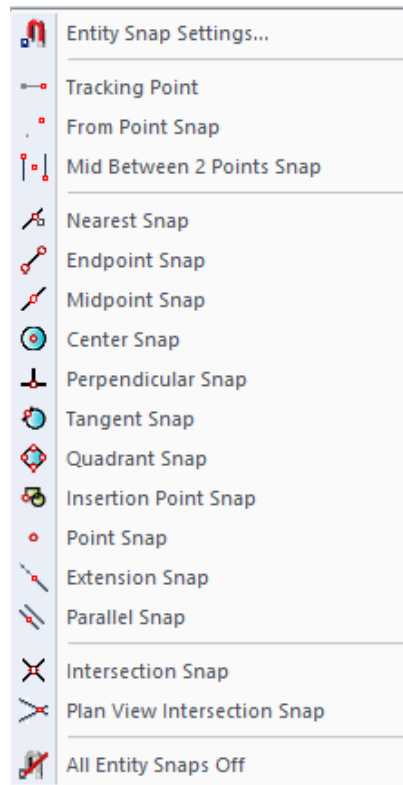 Entity Snap Settings...
Tracking Point
From Point Snap
Mid Between 2 Points Snap
Nearest Snap
Endpoint Snap
Midpoint Snap
Center Snap
Perpendicular Snap
Tangent Snap
Quadrant Snap
Insertion Point Snap
Point Snap
Extension Snap
Parallel Snap
Intersection Snap
Plan View Intersection Snap
All Entity Snaps Off